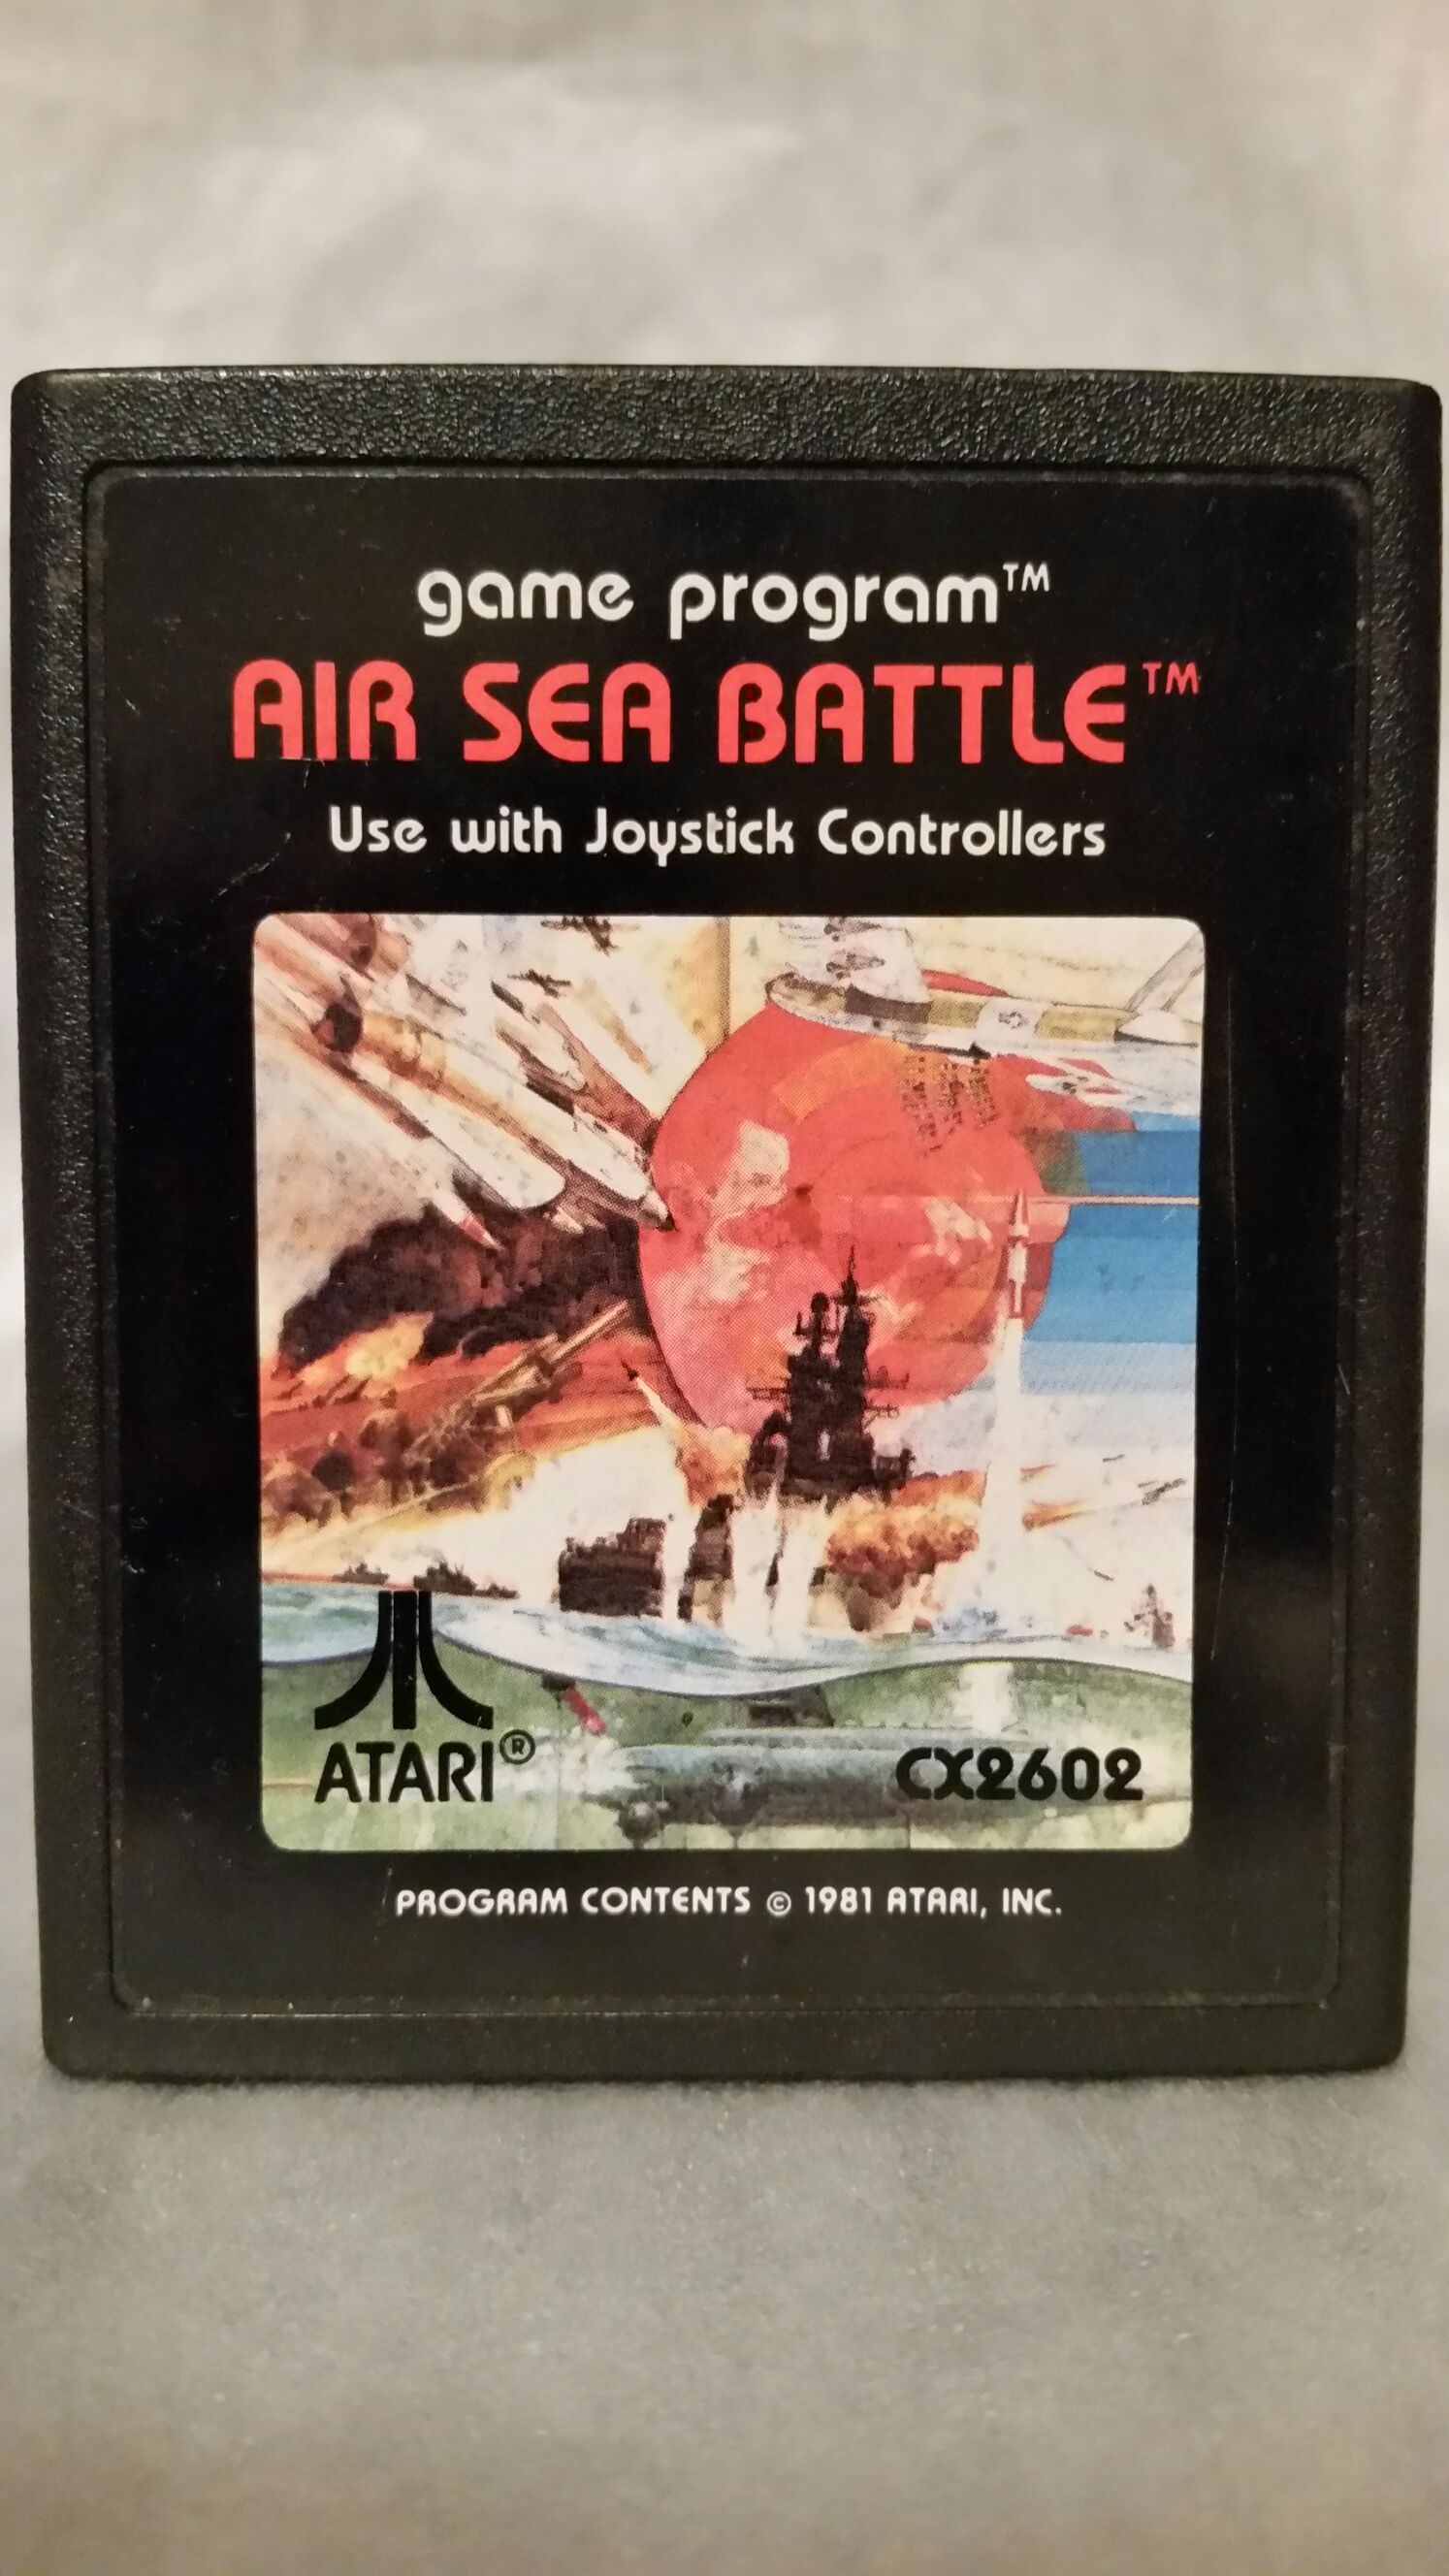 game program™
AIR SEA BATTLE™
Use with Joystick Controllers
ATARI®
CX2602
PROGRAM CONTENTS © 1981 ATARI, INC.